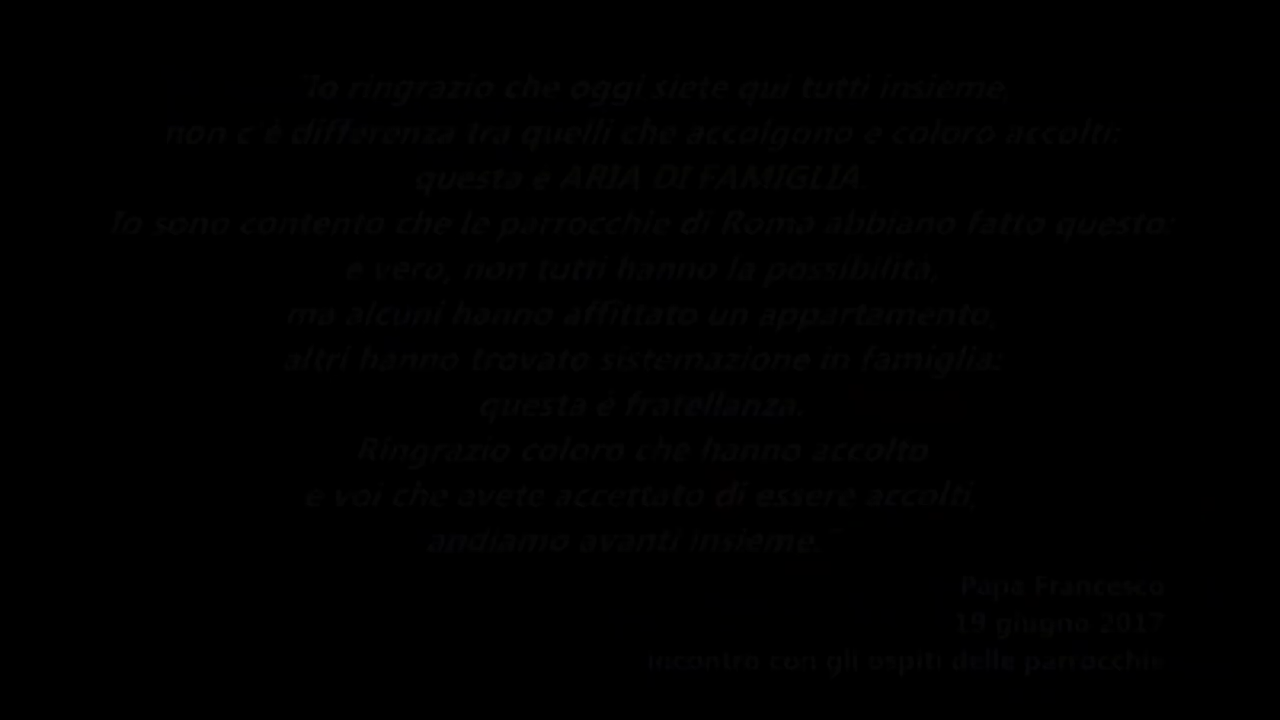 "Io ringrazio che oggi siete qui tutti insieme,
non c'è differenza tra quelli che accolgono e coloro accolti:
questa è ARIA DI FAMIGLIA.
Io sono contento che le parrocchie di Roma abbiano fatto questo:
è vero, non tutti hanno la possibilità,
ma alcuni hanno affittato un appartamento,
altri hanno trovato sistemazione in famiglia:
questa è fratellanza.
Ringrazio coloro che hanno accolto
e voi che avete accettato di essere accolti,
andiamo avanti insieme."
Papa Francesco
19 giugno 2017
incontro con gli ospiti delle parrocchie